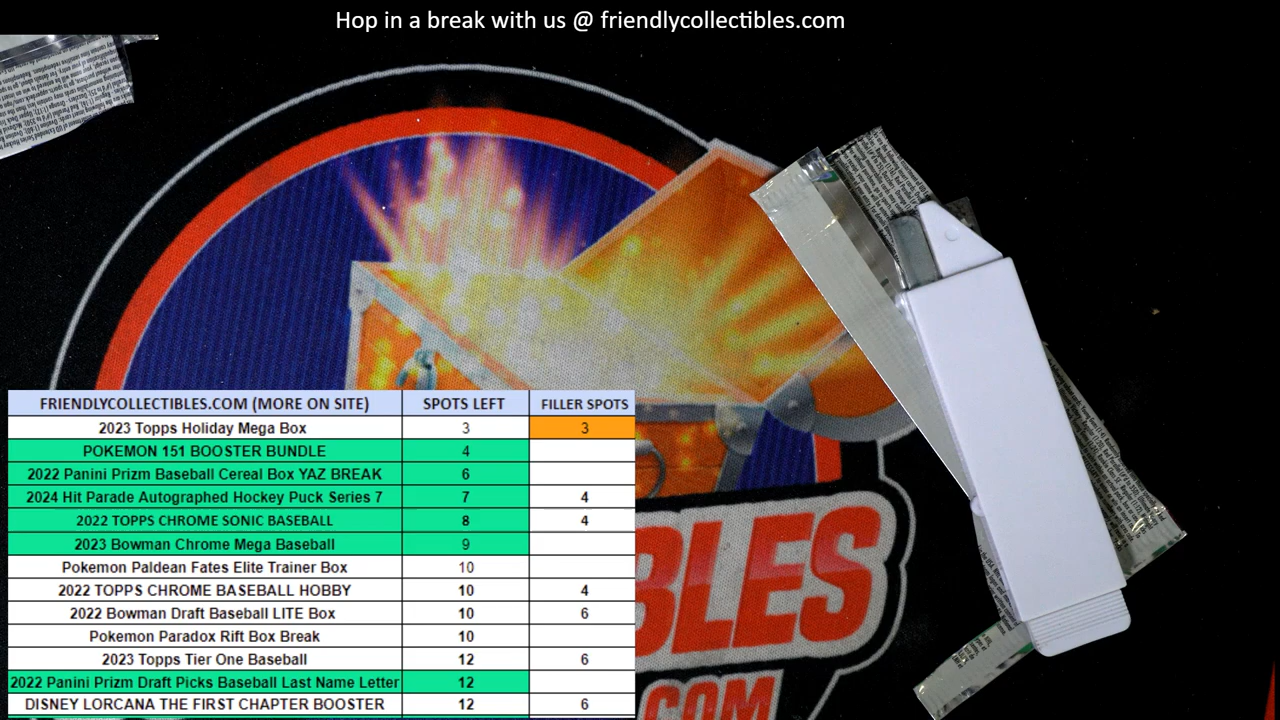 Hop in a break with us @ friendlycollectibles.com
FRIENDLYCOLLECTIBLES.COM (MORE ON SITE) SPOTS LEFT FILLER SPOTS
2023 Topps Holiday Mega Box 3 3
POKEMON 151 BOOSTER BUNDLE 4
2022 Panini Prizm Baseball Cereal Box YAZ BREAK 6
2024 Hit Parade Autographed Hockey Puck Series 7 7 4
2022 TOPPS CHROME SONIC BASEBALL 8 4
2023 Bowman Chrome Mega Baseball 9
Pokemon Paldean Fates Elite Trainer Box 10
2022 TOPPS CHROME BASEBALL HOBBY 10 4
2022 Bowman Draft Baseball LITE Box 10 6
Pokemon Paradox Rift Box Break 10
2023 Topps Tier One Baseball 12 6
2022 Panini Prizm Draft Picks Baseball Last Name Letter 12
DISNEY LORCANA THE FIRST CHAPTER BOOSTER 12 6
BLES
.COM